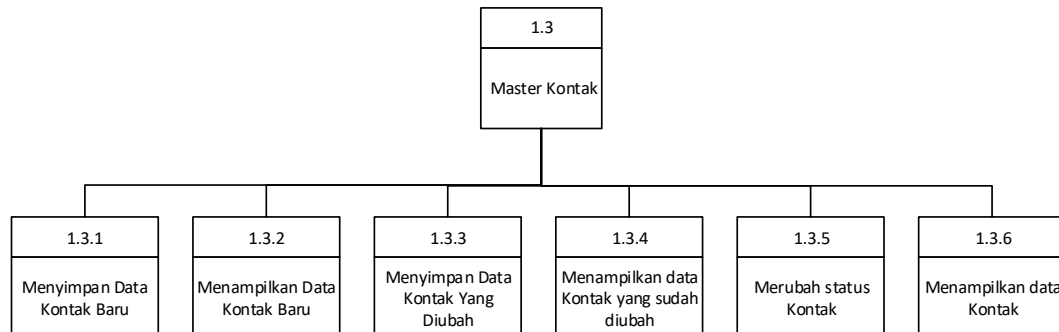 1.3
Master Kontak
1.3.1
Menyimpan Data
Kontak Baru
1.3.2
Menampilkan Data
Kontak Baru
1.3.3
Menyimpan Data
Kontak Yang
Diubah
1.3.4
Menampilkan data
Kontak yang sudah
diubah
1.3.5
Merubah status
Kontak
1.3.6
Menampilkan data
Kontak